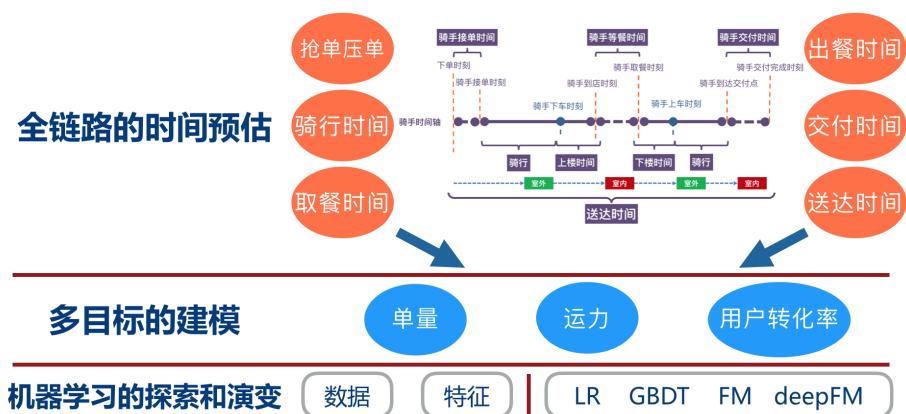 抢单压单
骑手接单时间
骑手等餐时间
骑手交付时间
出餐时间
下单时刻
骑手取餐时刻
骑手交付完成时刻
骑手接单时刻
骑手到店时刻
骑手到达交付点
骑手下车时刻
骑手上车时刻
全链路的时间预估
骑行时间
骑手时间轴
交付时间
骑行
上楼时间
下楼时间
骑行
室外
室内
室外
室内
取餐时间
送达时间
送达时间
多目标的建模
单量
运力
用户转化率
机器学习的探索和演变
数据
特征
LR GBDT FM deepFM